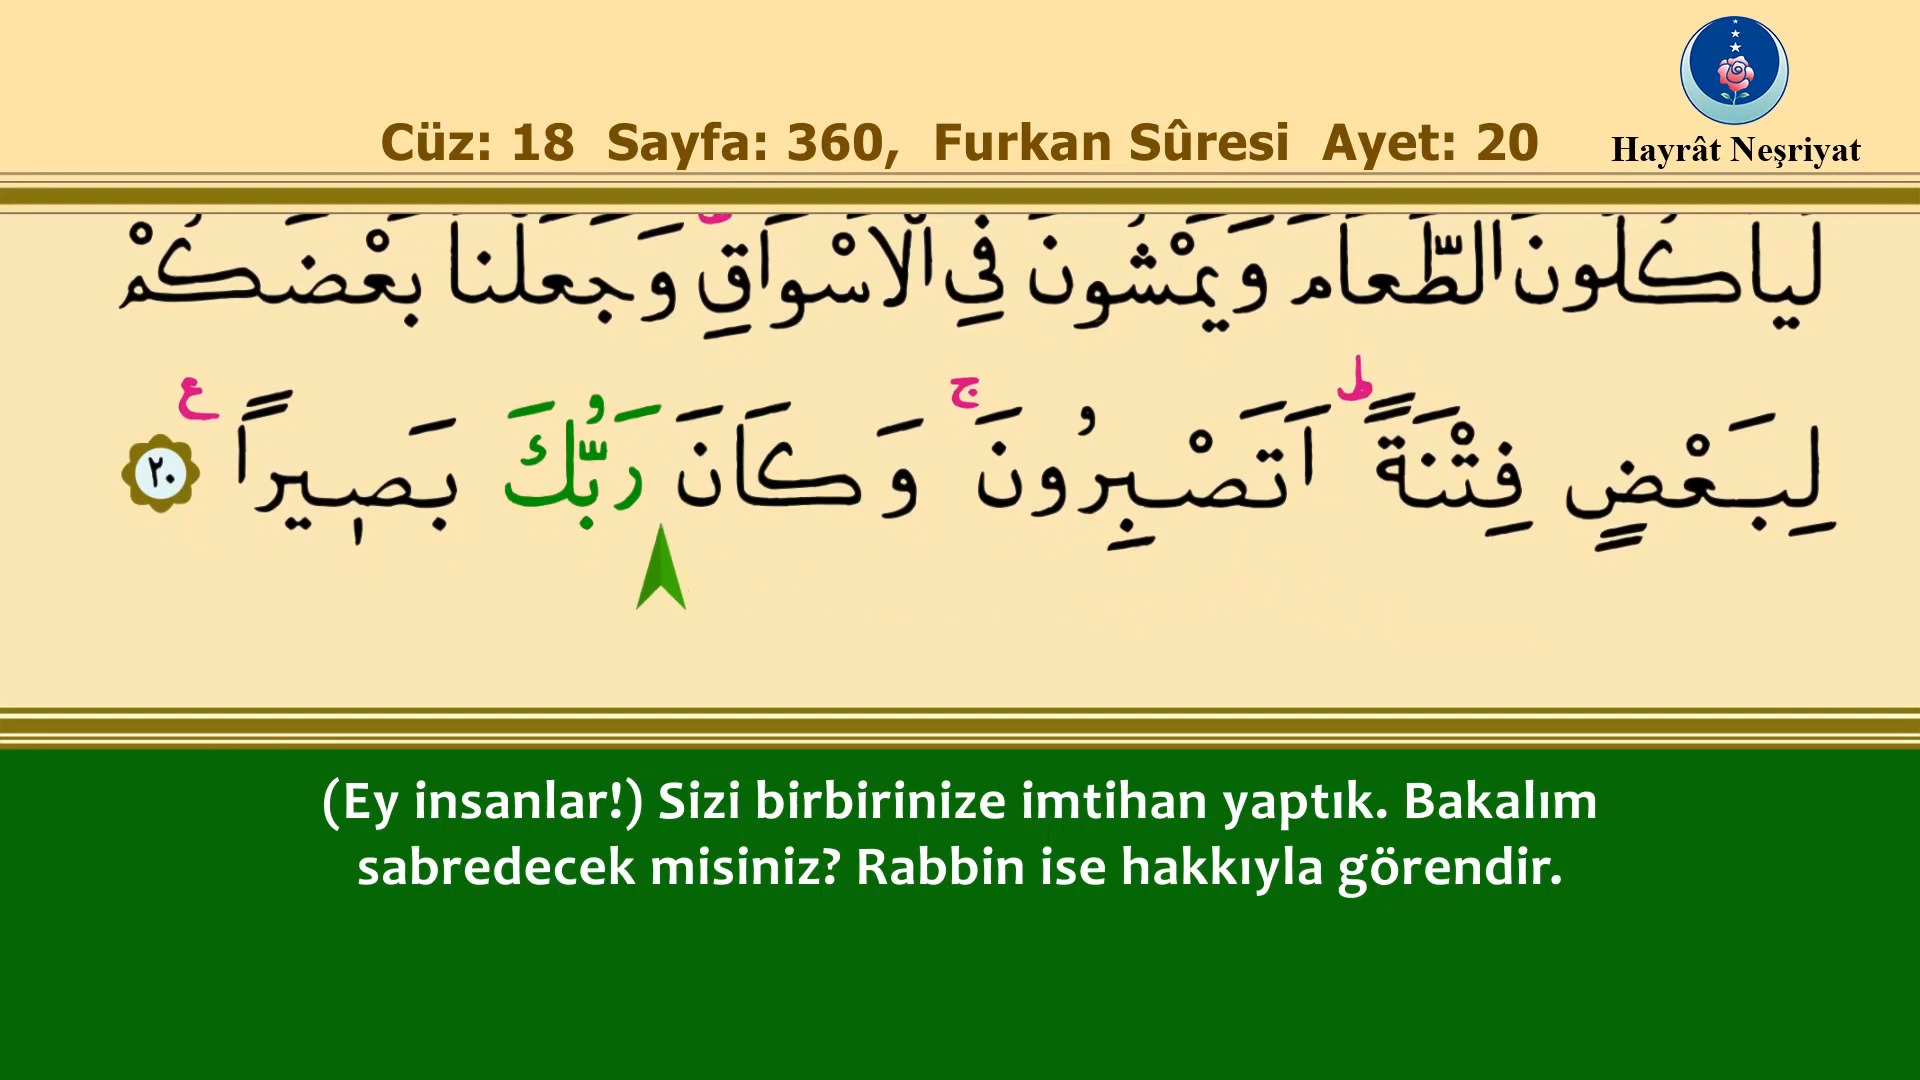 Cüz: 18 Sayfa: 360, Furkan Sûresi Ayet: 20
Hayrât Neşriyat
لَيَاْكُلُونَ الطَّعَامَ وَيَمْشُونَ فِي الْاَسْوَاقِ وَجَعَلْنَا بَعْضَكُمْ
لِبَعْضٍ فِتْنَةً ط اَتَصْبِرُونَ ج وَكَانَ رَبُّكَ بَصٖيرًا ع ٢٠
(Ey insanlar!) Sizi birbirinize imtihan yaptık. Bakalım
sabredecek misiniz? Rabbin ise hakkıyla görendir.